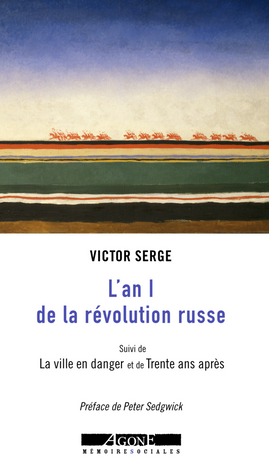 VICTOR SERGE
L'an I
de la révolution russe
Suivi de
La ville en danger et de Trente ans après
Préface de Peter Sedgwick
AGONE
MÉMOIRES SOCIALES